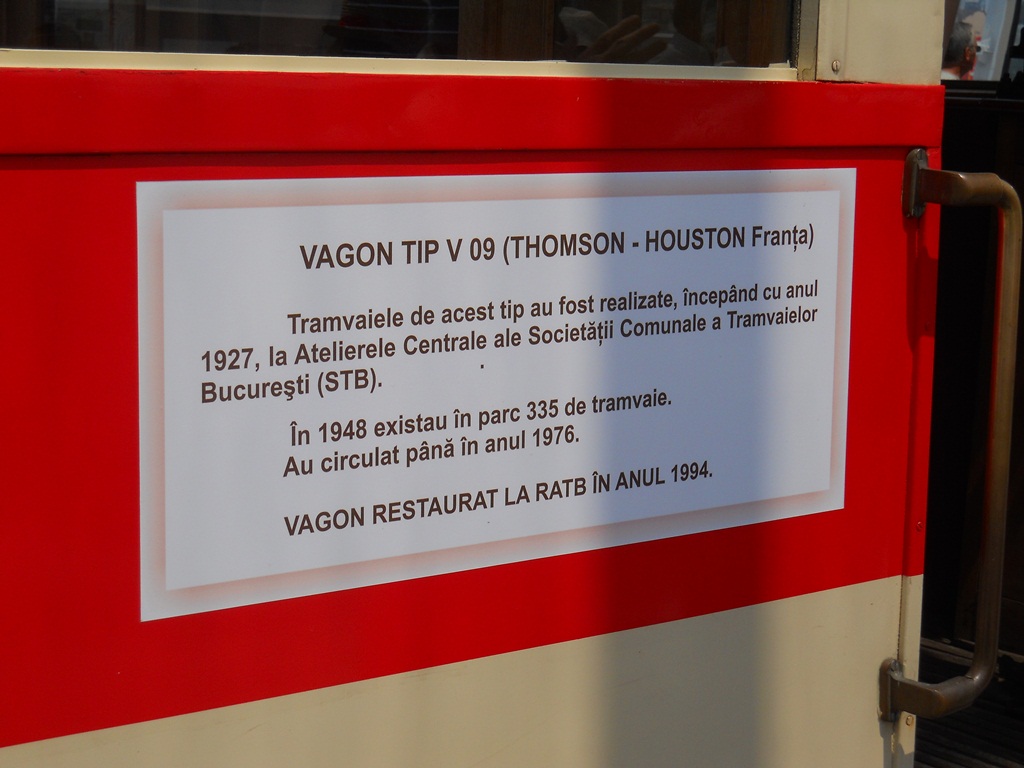 VAGON TIP V 09 (THOMSON - HOUSTON Franța)
Tramvaiele de acest tip au fost realizate, începând cu anul
1927, la Atelierele Centrale ale Societății Comunale a Tramvaielor
Bucureşti (STB).
În 1948 existau în parc 335 de tramvaie.
Au circulat până în anul 1976.
VAGON RESTAURAT LA RATB ÎN ANUL 1994.